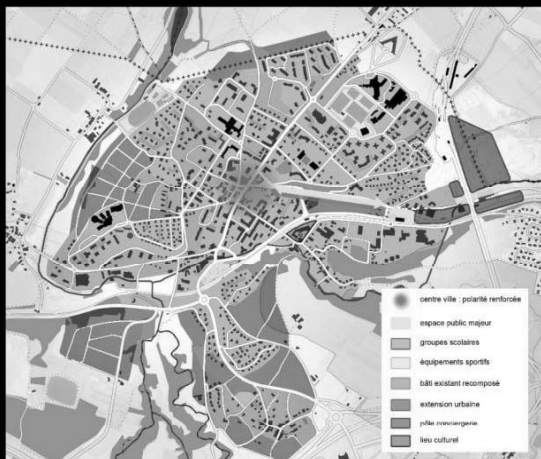 centre ville : polarité renforcée
espace public majeur
groupes scolaires
équipements sportifs
bâti existant recomposé
extension urbaine
pôle conciergerie
lieu culturel